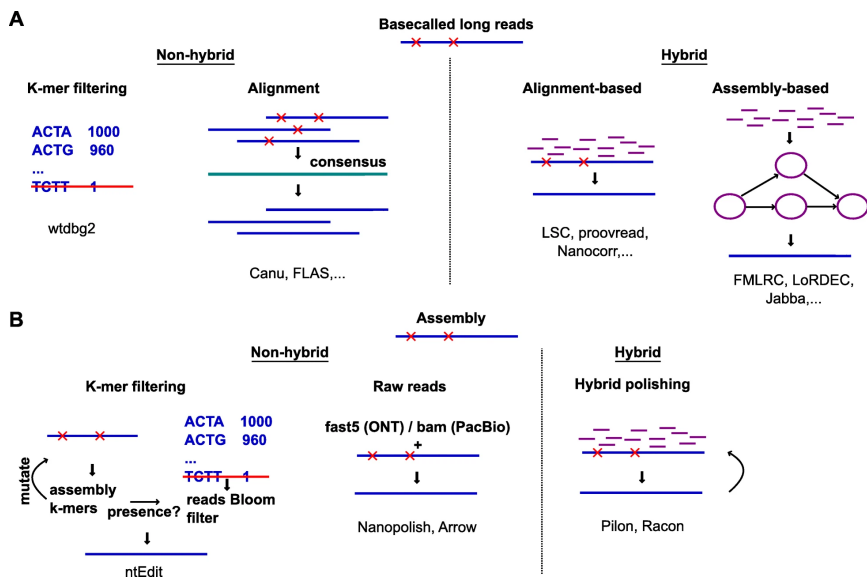 A
Basecalled long reads
Non-hybrid
Hybrid
K-mer filtering
Alignment
Alignment-based
Assembly-based
ACTA 1000
ACTG 960
...
TCTT 1
wtdbg2
consensus
Canu, FLAS,...
LSC, proovread,
Nanocorr,...
FMLRC, LoRDEC,
Jabba,...
B
Assembly
Non-hybrid
Hybrid
K-mer filtering
Raw reads
Hybrid polishing
ACTA 1000
ACTG 960
...
TCTT 1
mutate
assembly
k-mers
presence?
reads Bloom
filter
ntEdit
fast5 (ONT) / bam (PacBio)
+
Nanopolish, Arrow
Pilon, Racon